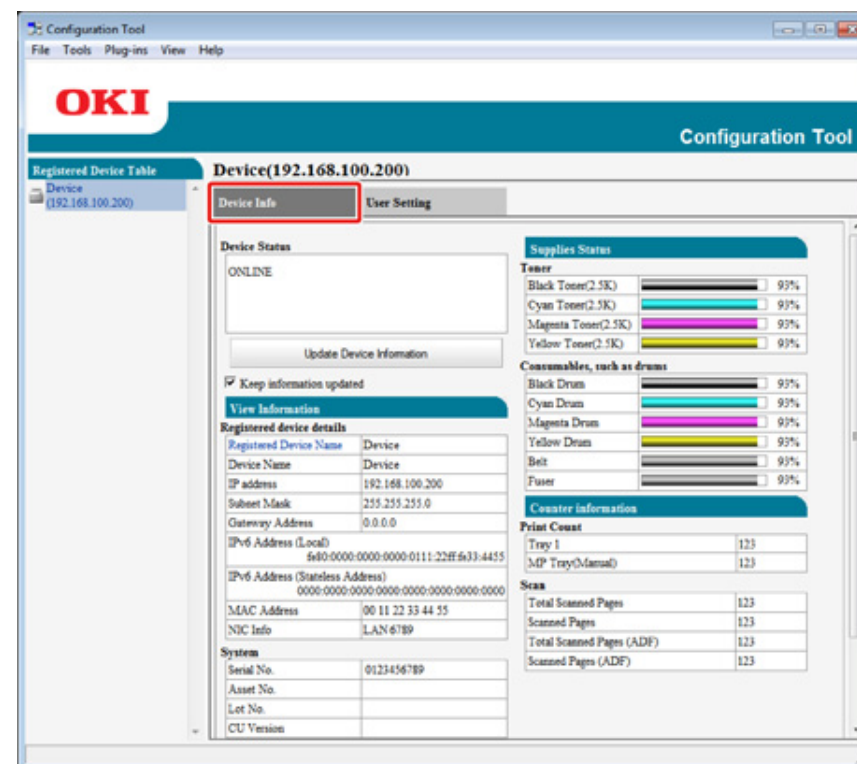 Configuration Tool
File Tools Plug-ins View Help
OKI
Configuration Tool
Registered Device Table
Device
(192.168.100.200)
Device(192.168.100.200)
Device Info User Setting
Device Status
ONLINE
Update Device Information
Keep information updated
View Information
Registered device details
Registered Device Name Device
Device Name Device
IP address 192.168.100.200
Subnet Mask 255.255.255.0
Gateway Address 0.0.0.0
IPv6 Address (Local)
fe80:0000:0000:0000:0111:22ff:fe33:4455
IPv6 Address (Stateless Address)
0000:0000:0000:0000:0000:0000:0000:0000
MAC Address 00 11 22 33 44 55
NIC Info LAN 6789
System
Serial No. 0123456789
Asset No.
Lot No.
CU Version
Supplies Status
Toner
Black Toner(2.5K) 93%
Cyan Toner(2.5K) 93%
Magenta Toner(2.5K) 93%
Yellow Toner(2.5K) 93%
Consumables, such as drums
Black Drum 93%
Cyan Drum 93%
Magenta Drum 93%
Yellow Drum 93%
Belt 93%
Fuser 93%
Counter information
Print Count
Tray 1 123
MP Tray(Manual) 123
Scan
Total Scanned Pages 123
Scanned Pages 123
Total Scanned Pages (ADF) 123
Scanned Pages (ADF) 123